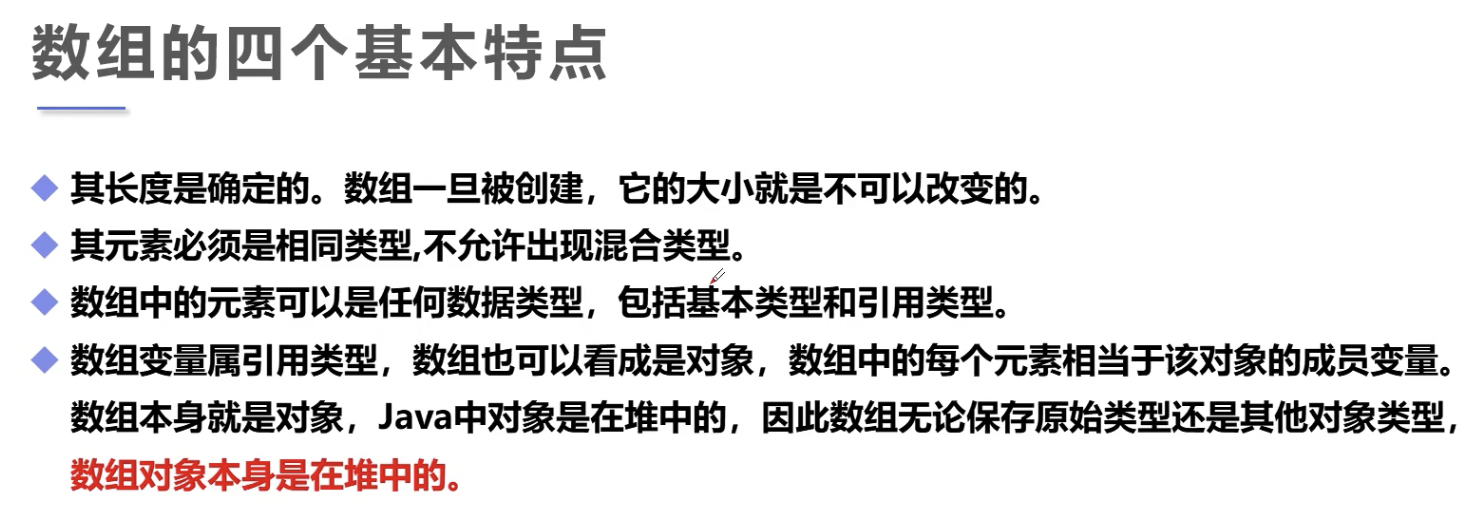 数组的四个基本特点
其长度是确定的。数组一旦被创建，它的大小就是不可以改变的。
其元素必须是相同类型,不允许出现混合类型。
数组中的元素可以是任何数据类型，包括基本类型和引用类型。
数组变量属引用类型，数组也可以看成是对象，数组中的每个元素相当于该对象的成员变量。
数组本身就是对象，Java中对象是在堆中的，因此数组无论保存原始类型还是其他对象类型，
数组对象本身是在堆中的。